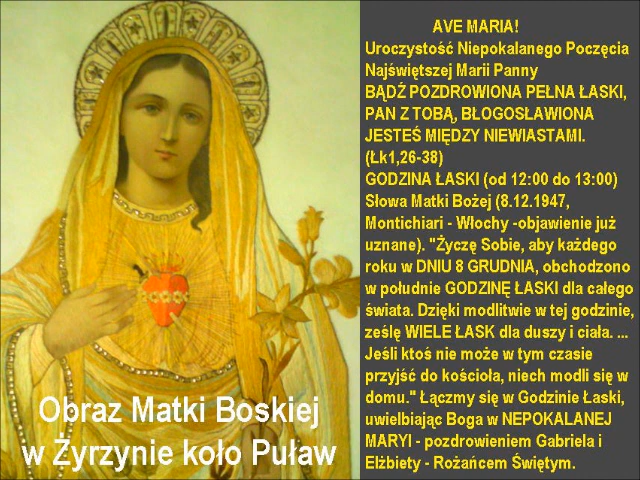 AVE MARIA!
Uroczystość Niepokalanego Poczęcia
Najświętszej Marii Panny
BĄDŹ POZDROWIONA PEŁNA ŁASKI,
PAN Z TOBĄ, BŁOGOSŁAWIONA
JESTEŚ MIĘDZY NIEWIASTAMI.
(Łk1,26-38)
GODZINA ŁASKI (od 12:00 do 13:00)
Słowa Matki Bożej (8.12.1947,
Montichiari - Włochy -objawienie już
uznane). "Życzę Sobie, aby każdego
roku w DNIU 8 GRUDNIA, obchodzono
w południe GODZINĘ ŁASKI dla całego
świata. Dzięki modlitwie w tej godzinie,
ześlę WIELE ŁASK dla duszy i ciała. ...
Jeśli ktoś nie może w tym czasie
przyjść do kościoła, niech modli się w
domu." Łączmy się w Godzinie Łaski,
uwielbiając Boga w NEPOKALANEJ
MARYI - pozdrowieniem Gabriela i
Elżbiety - Rożańcem Świętym.
Obraz Matki Boskiej
w Żyrzynie koło Puław